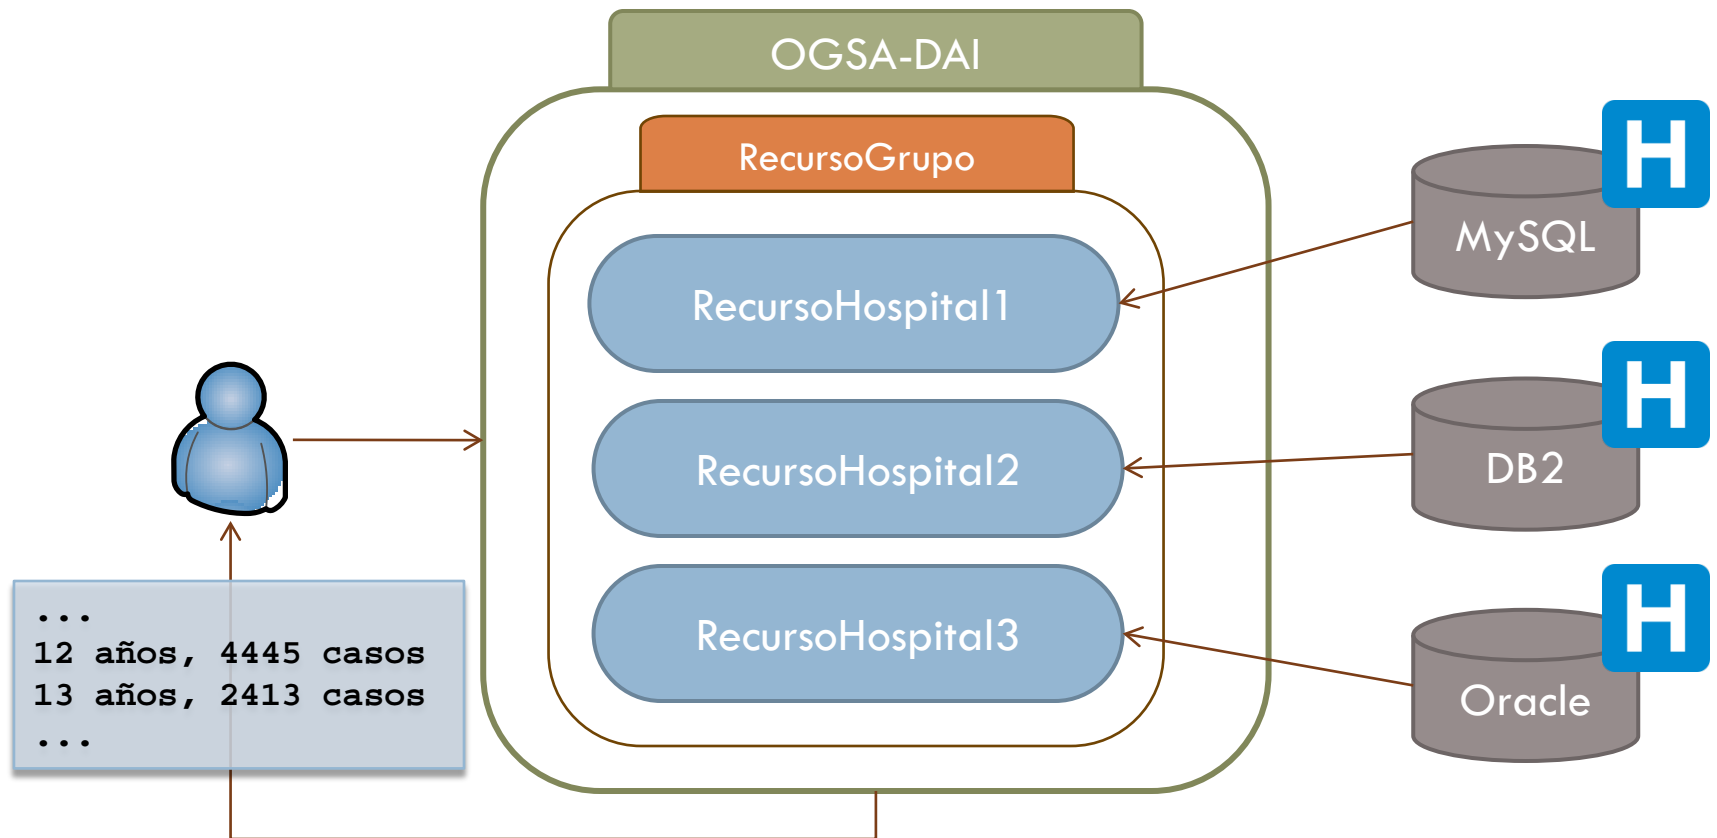 OGSA-DAI
RecursoGrupo
RecursoHospital1
RecursoHospital2
RecursoHospital3
H
MySQL
H
DB2
H
Oracle
...
12 años, 4445 casos
13 años, 2413 casos
...